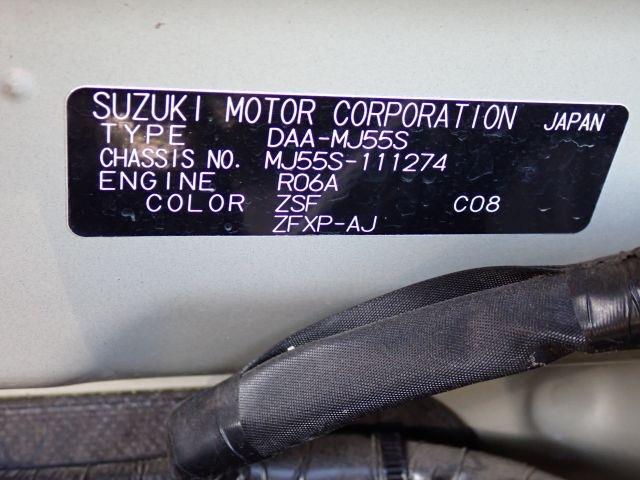 SUZUKI MOTOR CORPORATION JAPAN
TYPE DAA-MJ55S
CHASSIS NO. MJ55S-111274
ENGINE R06A
COLOR ZSF C08
ZFXP-AJ